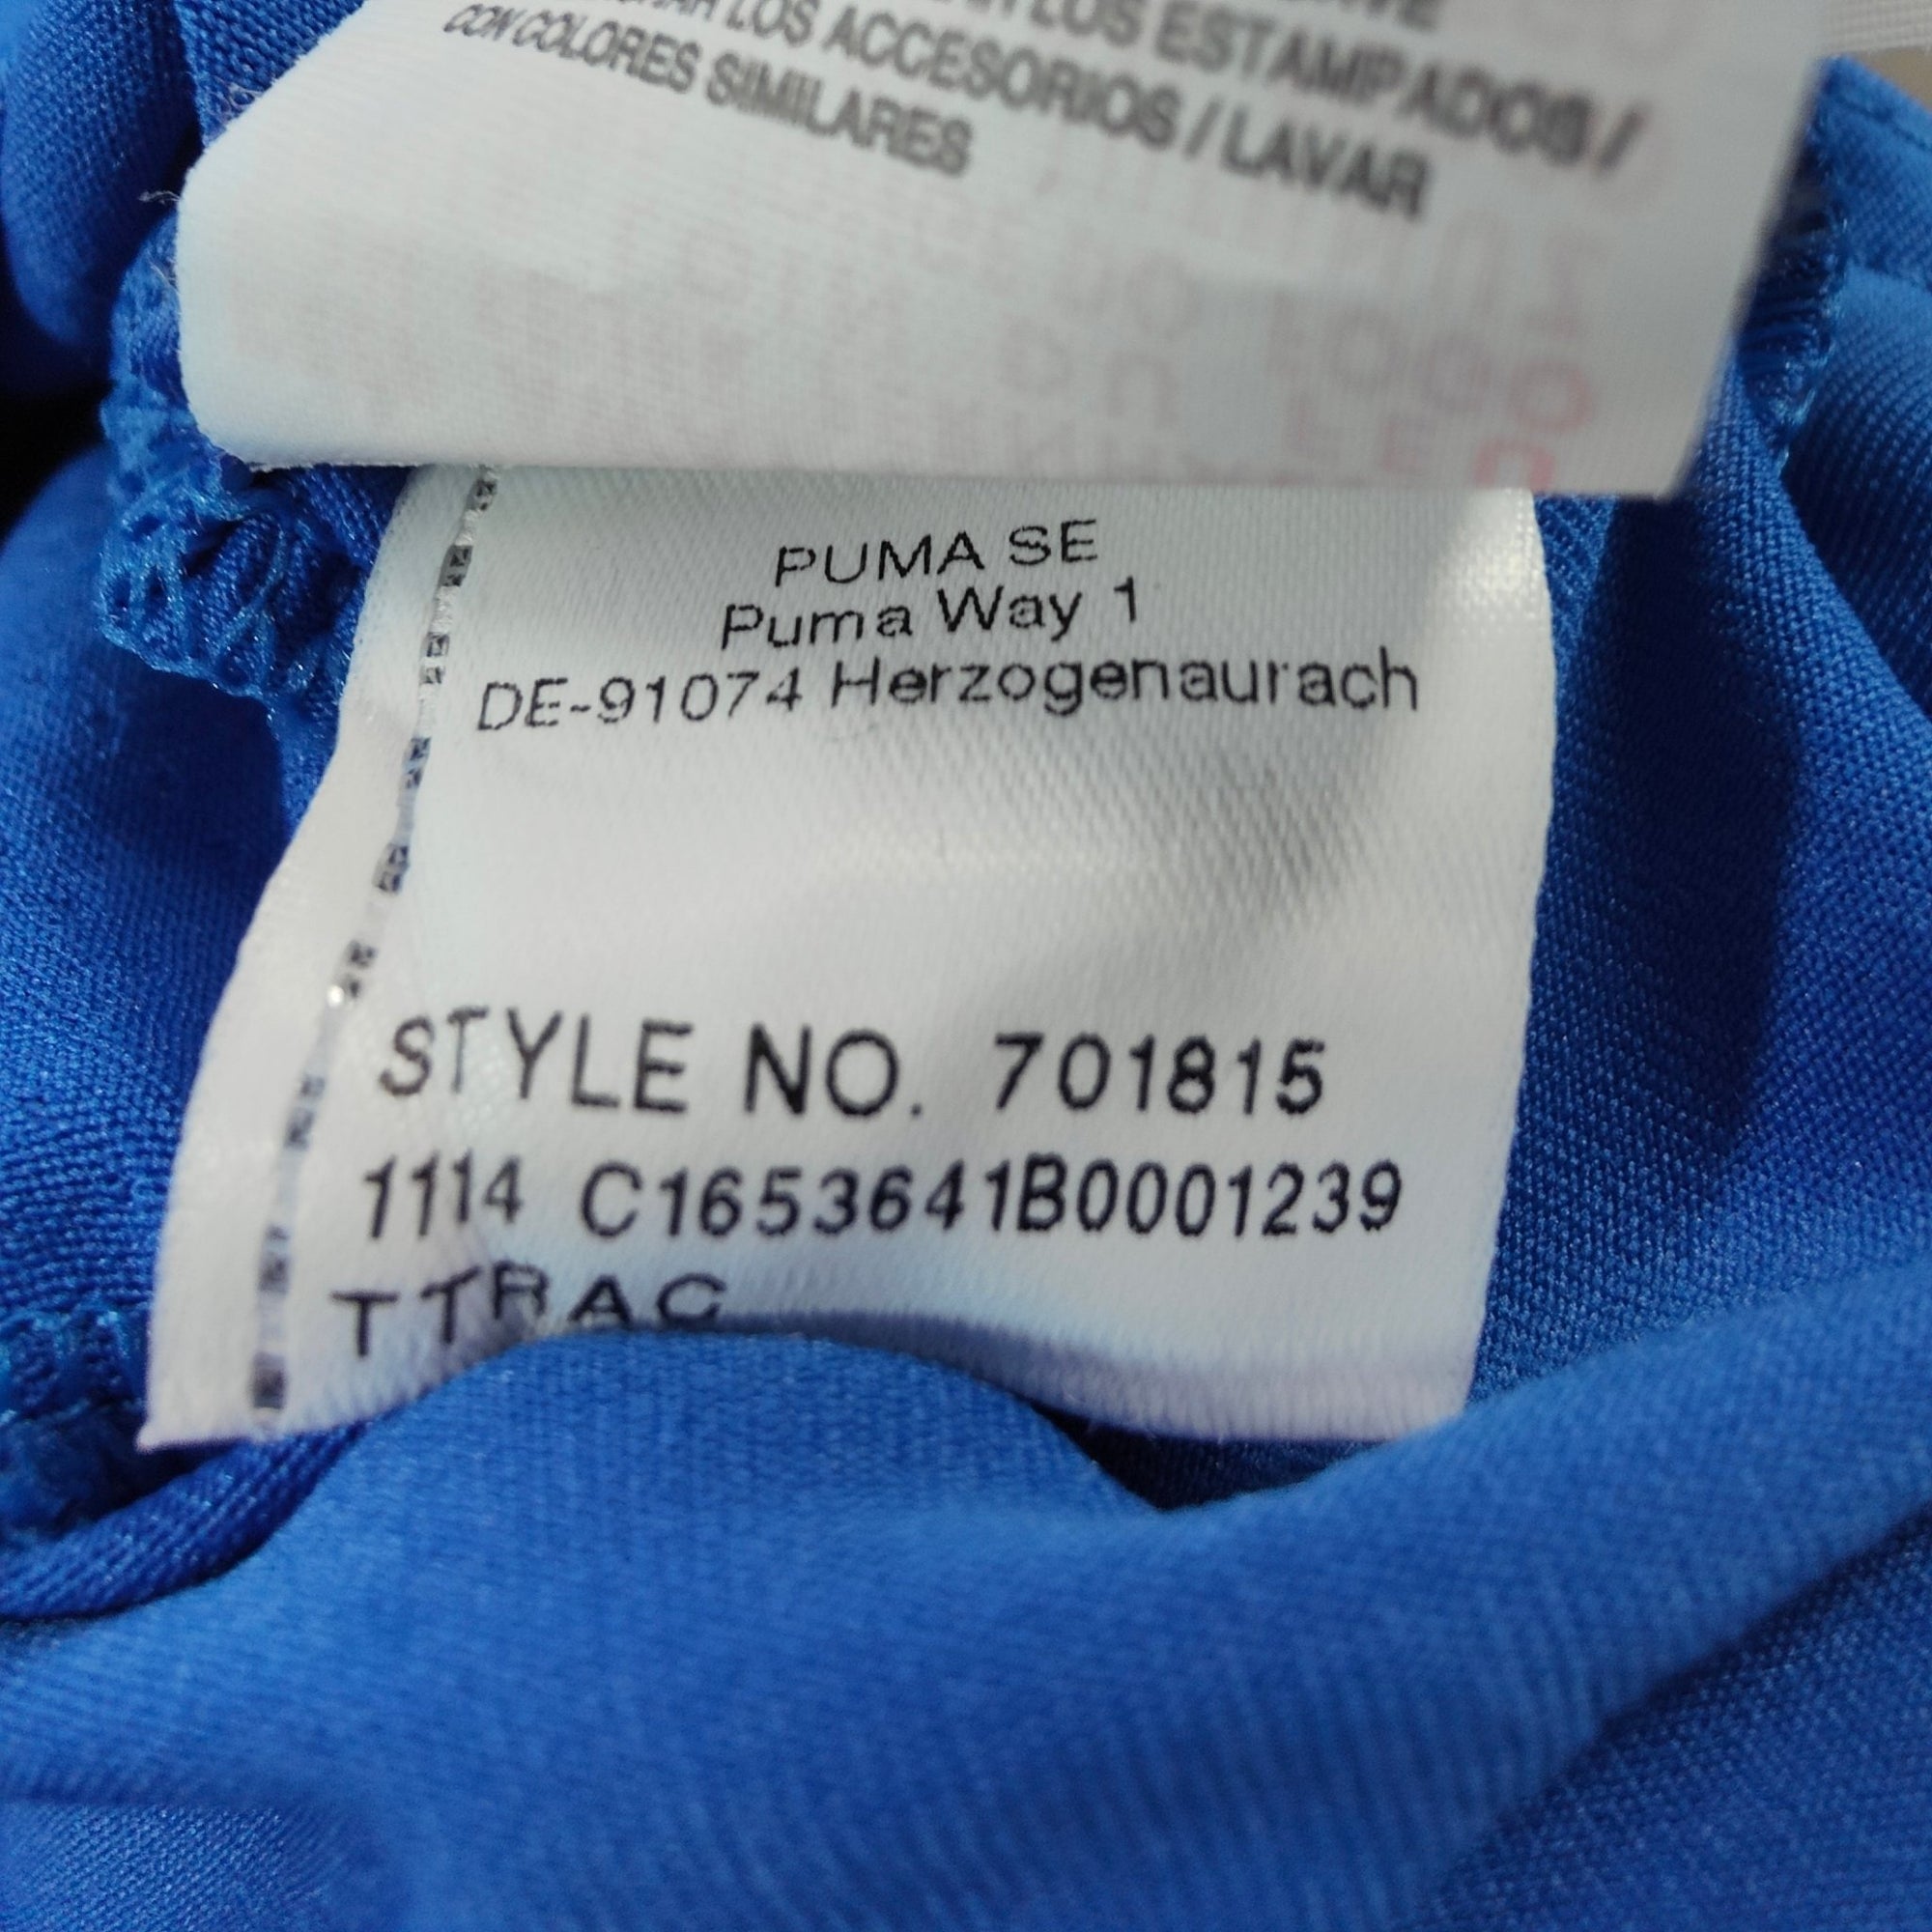 LOS ESTAMPADOS /
LOS ACCESORIOS / LAVAR
CON COLORES SIMILARES
PUMA SE
Puma Way 1
DE-91074 Herzogenaurach
STYLE NO. 701815
1114 C1653641B0001239
TTRAC